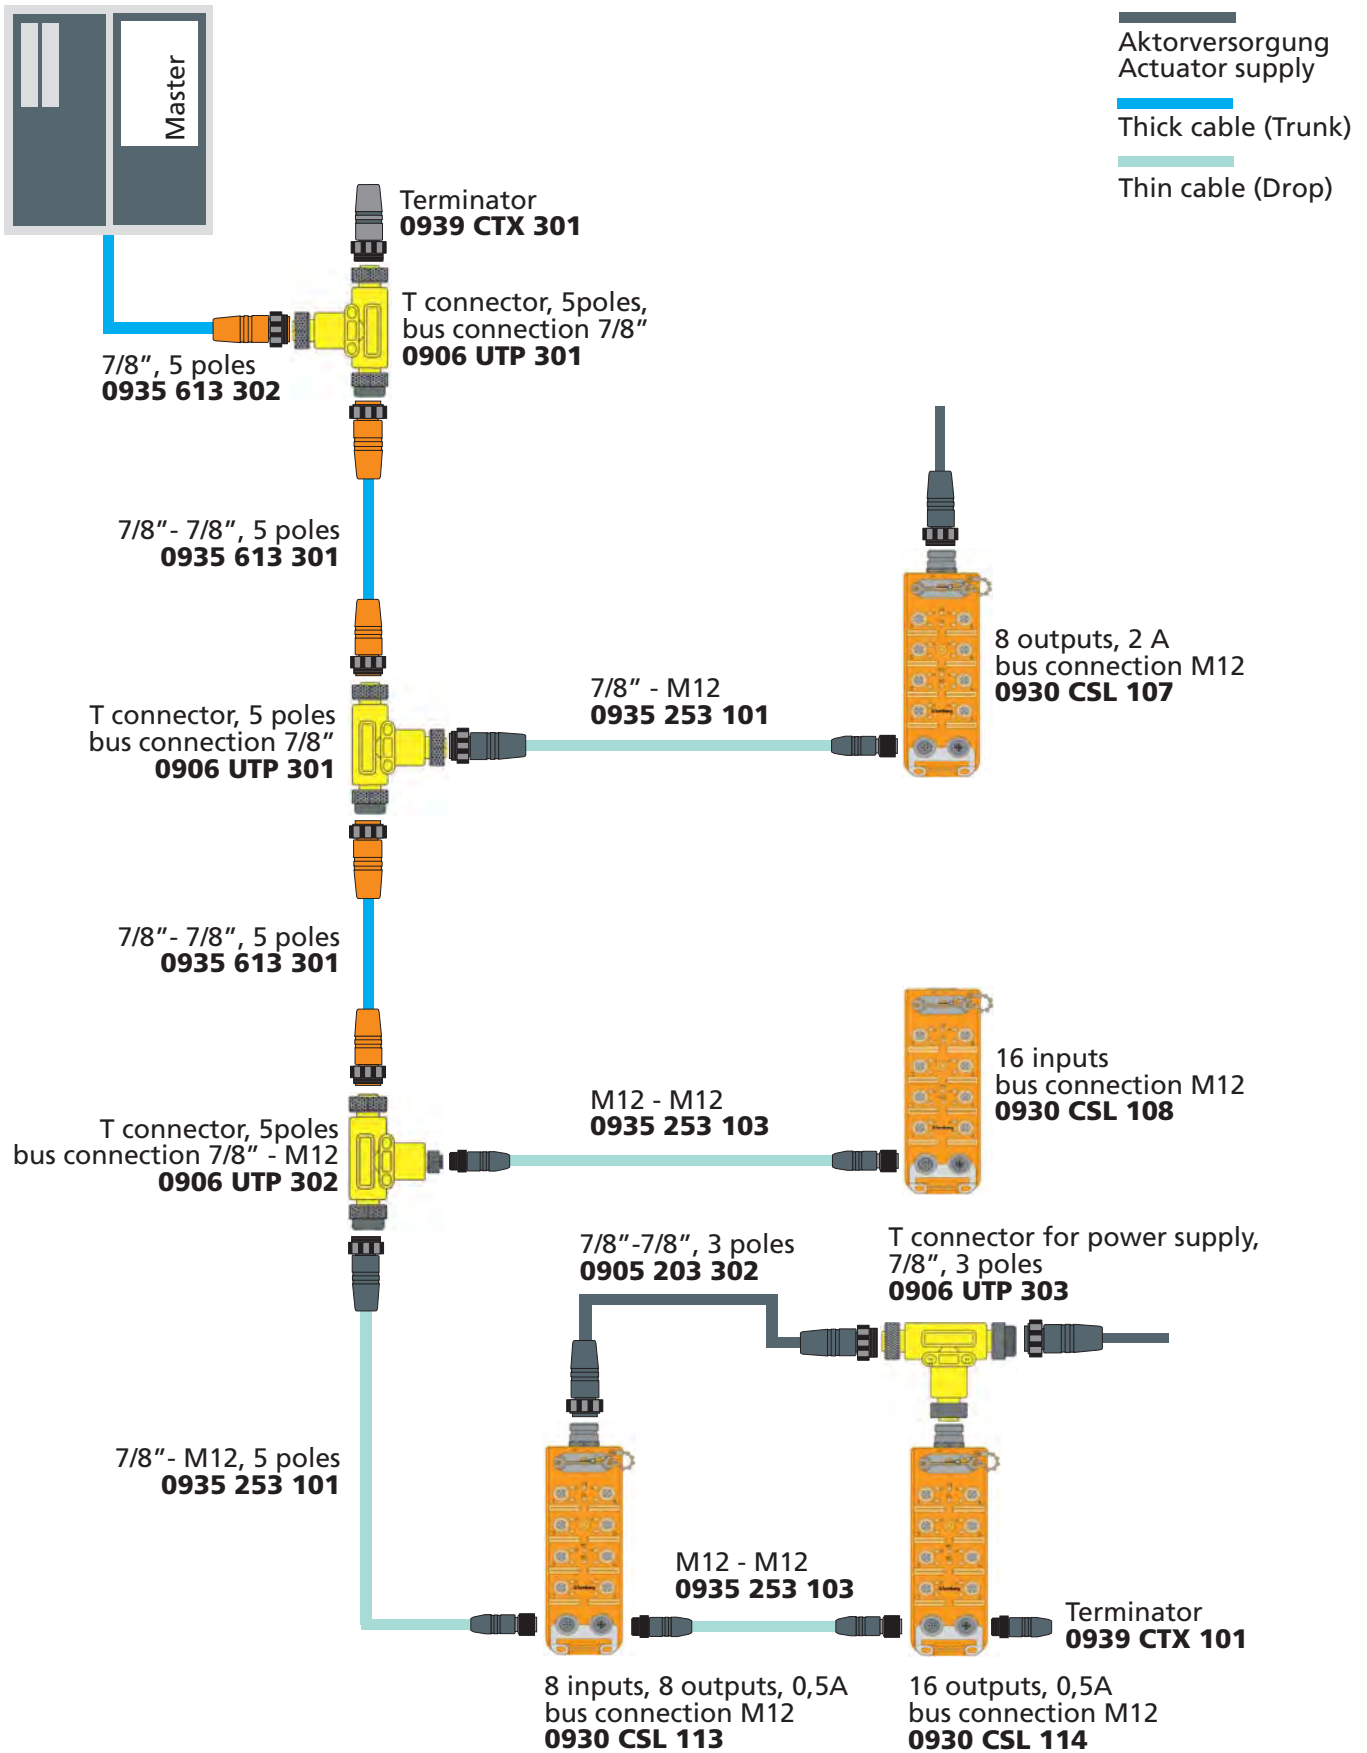 Master
Aktorversorgung
Actuator supply
Thick cable (Trunk)
Thin cable (Drop)
Terminator
0939 CTX 301
T connector, 5poles,
bus connection 7/8”
0906 UTP 301
7/8”, 5 poles
0935 613 302
7/8”- 7/8”, 5 poles
0935 613 301
8 outputs, 2 A
bus connection M12
0930 CSL 107
7/8” - M12
0935 253 101
T connector, 5 poles
bus connection 7/8”
0906 UTP 301
7/8”- 7/8”, 5 poles
0935 613 301
16 inputs
bus connection M12
0930 CSL 108
M12 - M12
0935 253 103
T connector, 5poles
bus connection 7/8” - M12
0906 UTP 302
7/8”-7/8”, 3 poles
0905 203 302
T connector for power supply,
7/8”, 3 poles
0906 UTP 303
7/8”- M12, 5 poles
0935 253 101
M12 - M12
0935 253 103
Terminator
0939 CTX 101
8 inputs, 8 outputs, 0,5A
bus connection M12
0930 CSL 113
16 outputs, 0,5A
bus connection M12
0930 CSL 114